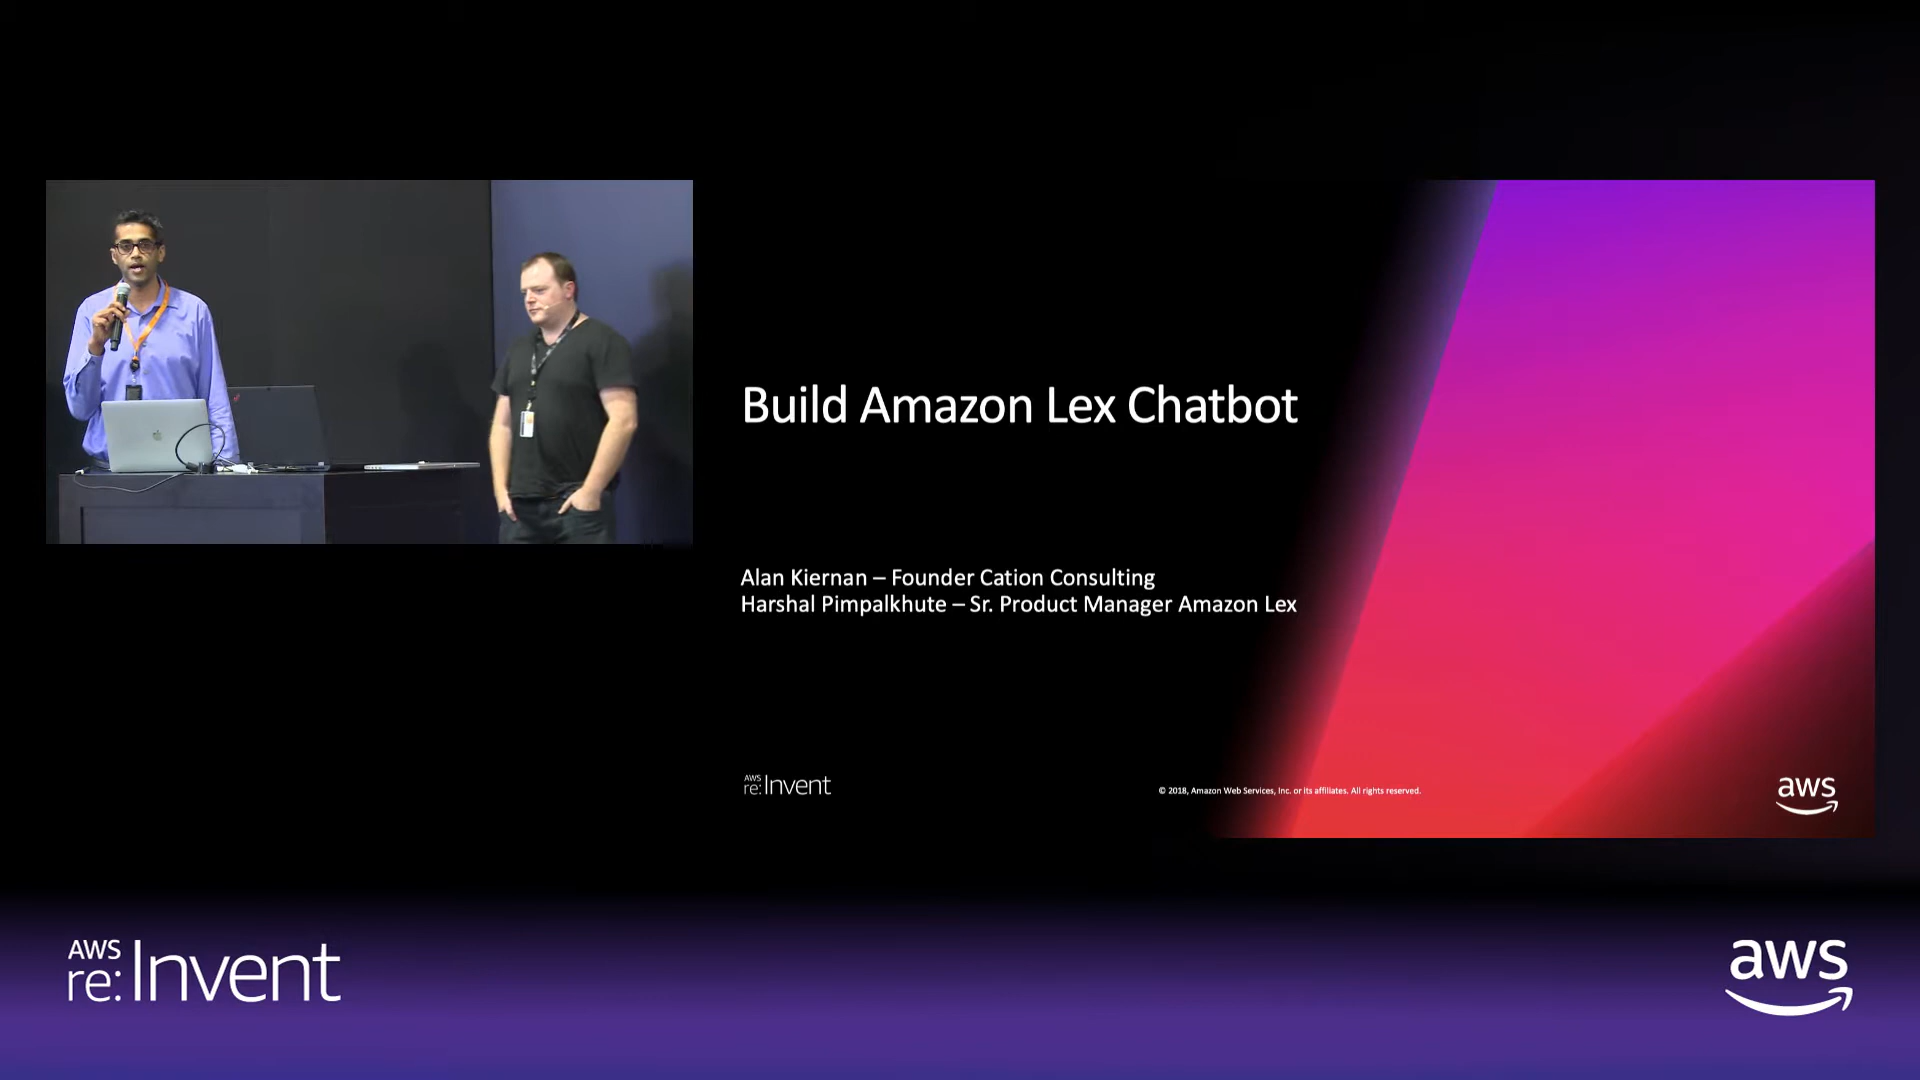 Build Amazon Lex Chatbot
Alan Kiernan – Founder Cation Consulting
Harshal Pimpalkhute – Sr. Product Manager Amazon Lex
AWS
re:Invent
© 2018, Amazon Web Services, Inc. or its affiliates. All rights reserved.
aws
AWS
re:Invent
aws